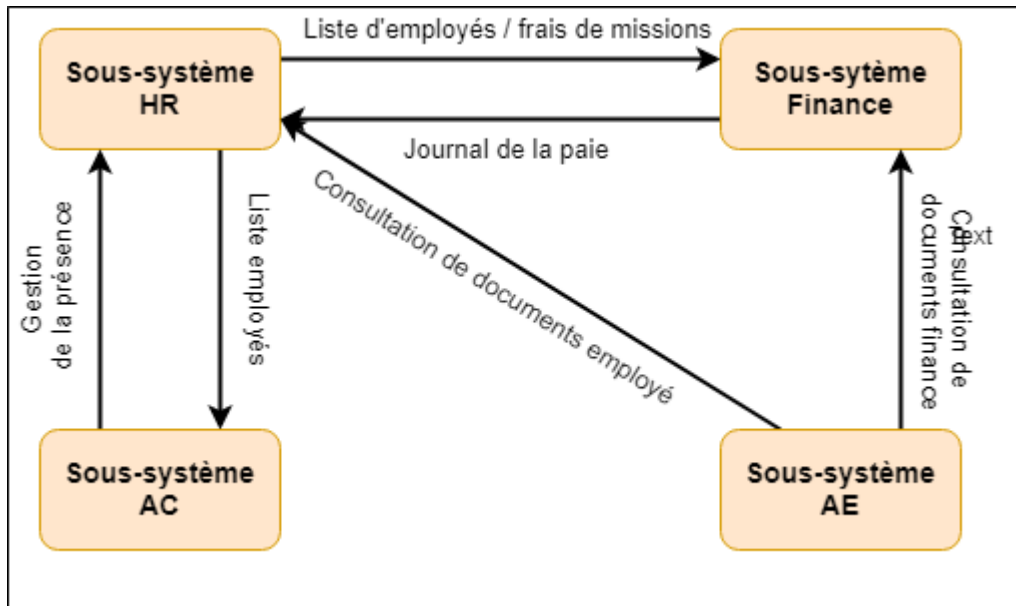 Liste d'employés / frais de missions
Sous-système
HR
Sous-sytème
Finance
Journal de la paie
Consultation de documents employé
Gestion
de la présence
Liste employés
Consultation de
documents finance
text
Sous-système
AC
Sous-système
AE